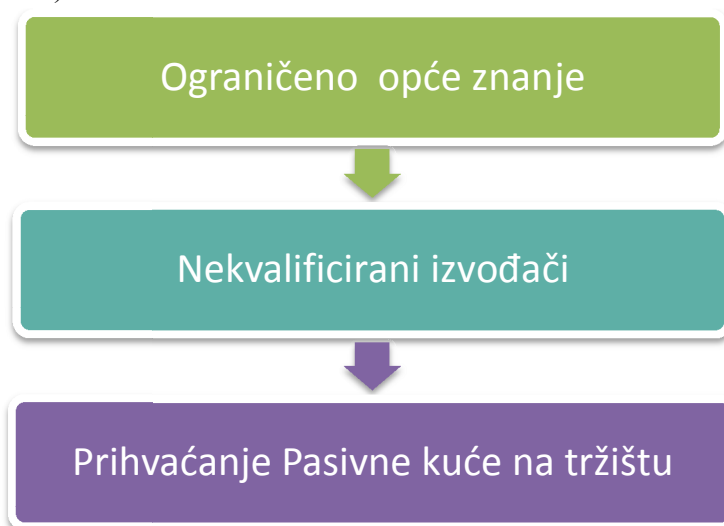 Ograničeno opće znanje
Nekvalificirani izvođači
Prihvaćanje Pasivne kuće na tržištu